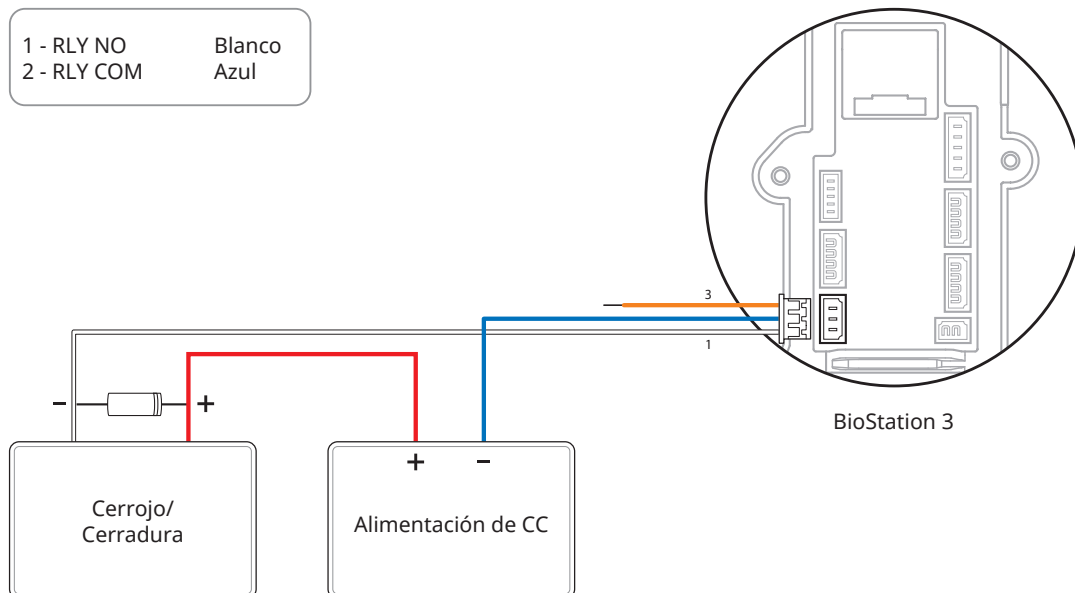 1 - RLY NO Blanco
2 - RLY COM Azul
3
1
BioStation 3
- +
+ -
Cerrojo/
Cerradura
Alimentación de CC